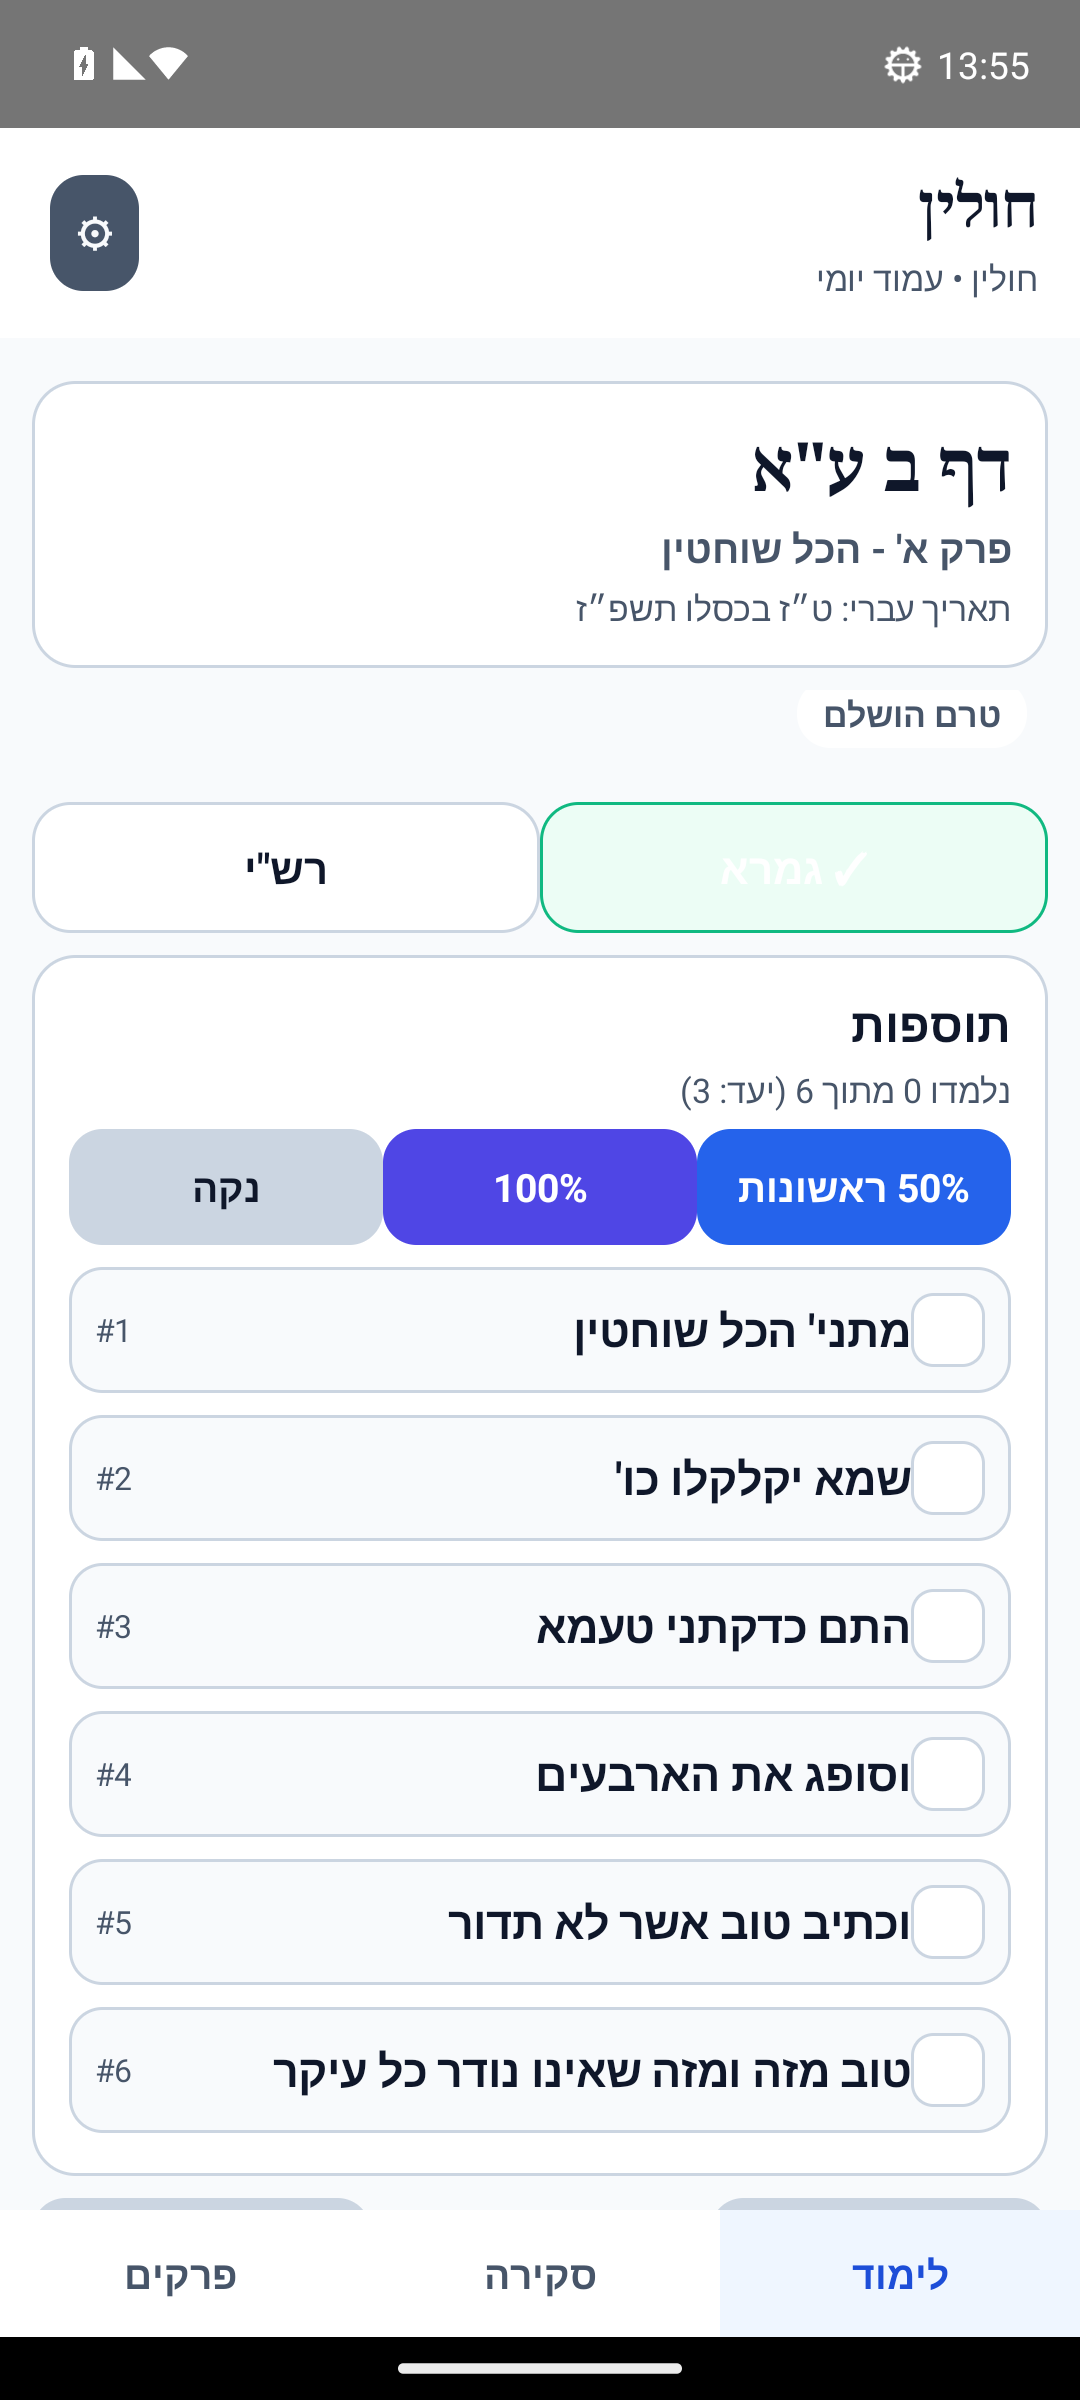 13:55
חולין
חולין • עמוד יומי
דף ב ע"א
פרק א' - הכל שוחטין
תאריך עברי: ט״ז בכסלו תשפ״ז
טרם הושלם
✓ גמרא
רש"י
תוספות
נלמדו 0 מתוך 6 (יעד: 3)
50% ראשונות
100%
נקה
מתני' הכל שוחטין
#1
שמא יקלקלו כו'
#2
התם כדקתני טעמא
#3
וסופג את הארבעים
#4
וכתיב טוב אשר לא תדור
#5
טוב מזה ומזה שאינו נודר כל עיקר
#6
לימוד
סקירה
פרקים